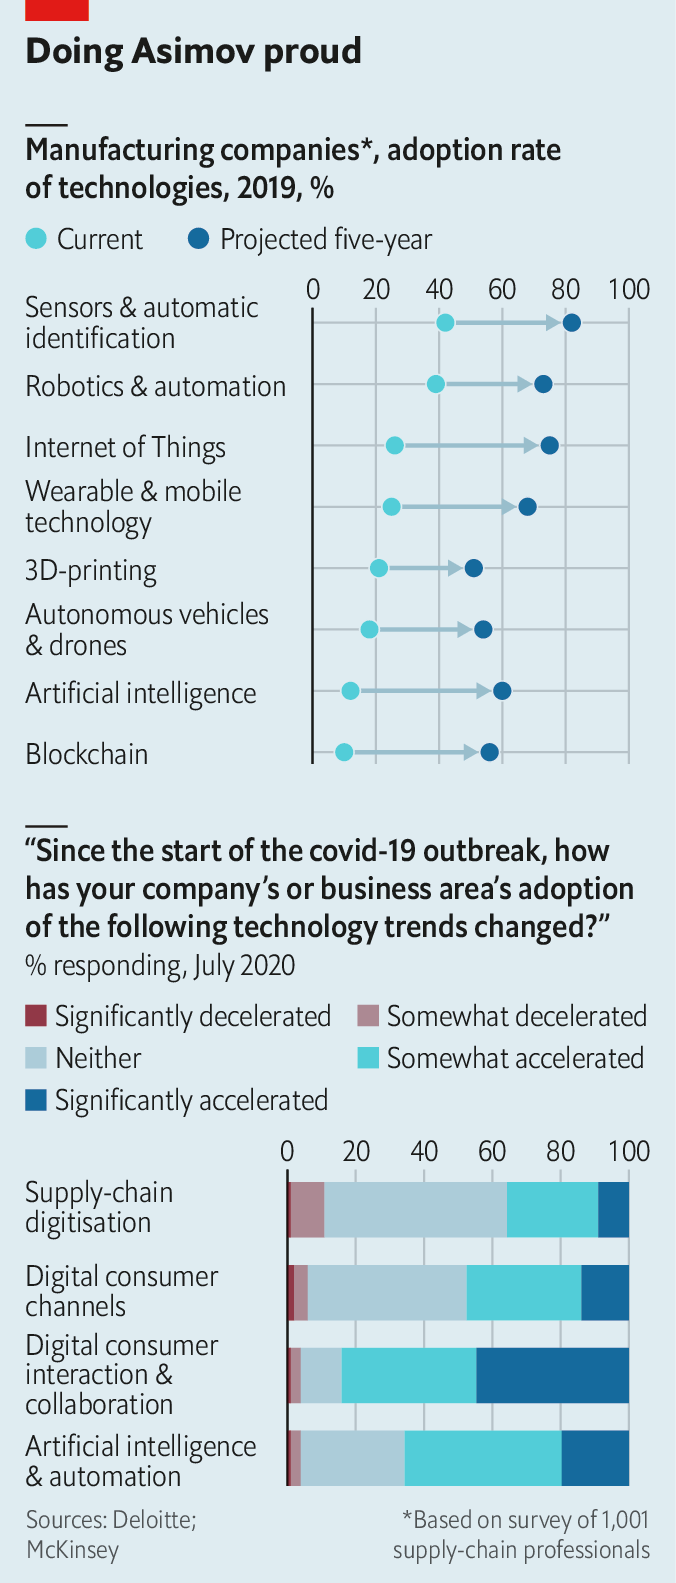 Doing Asimov proud
Manufacturing companies*, adoption rate
of technologies, 2019, %
Current
Projected five-year
0 20 40 60 80 100
Sensors & automatic
identification
Robotics & automation
Internet of Things
Wearable & mobile
technology
3D-printing
Autonomous vehicles
& drones
Artificial intelligence
Blockchain
“Since the start of the covid-19 outbreak, how
has your company’s or business area’s adoption
of the following technology trends changed?”
% responding, July 2020
Significantly decelerated
Somewhat decelerated
Neither
Somewhat accelerated
Significantly accelerated
0 20 40 60 80 100
Supply-chain
digitisation
Digital consumer
channels
Digital consumer
interaction &
collaboration
Artificial intelligence
& automation
Sources: Deloitte;
McKinsey
*Based on survey of 1,001
supply-chain professionals